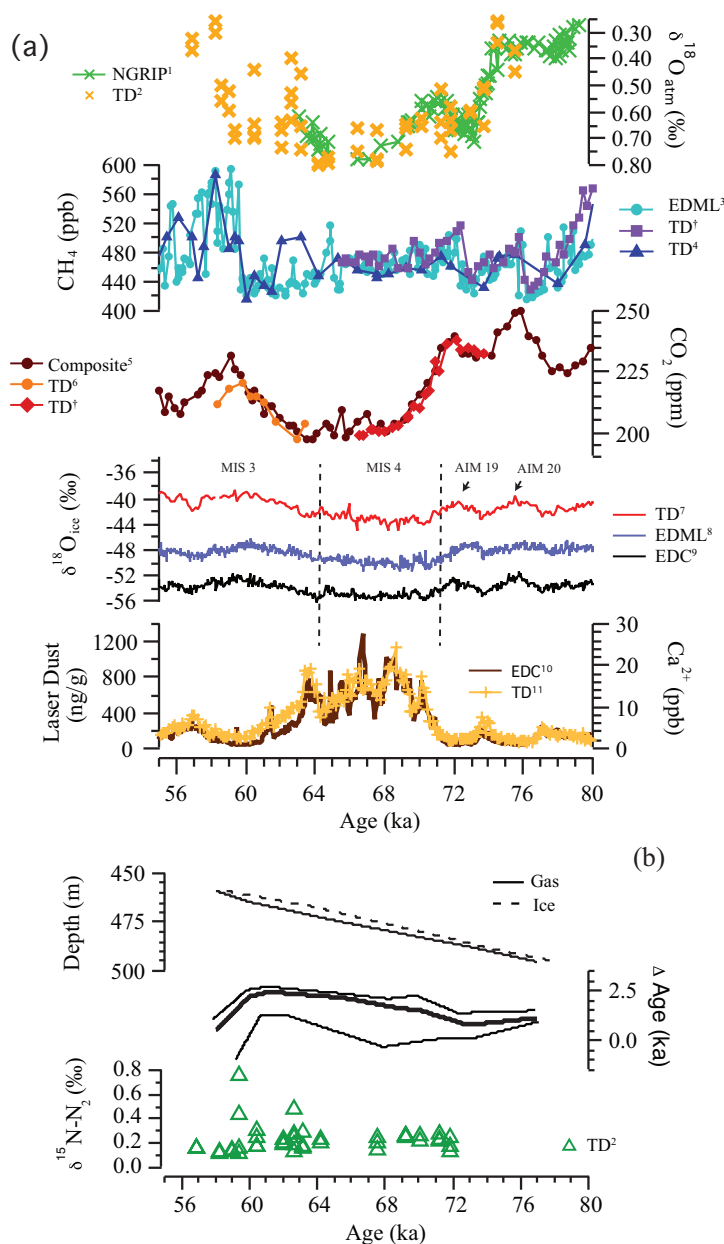 (a)
NGRIP¹
TD²
0.30
0.40
0.50
0.60
0.70
0.80
δ¹⁸Oatm (‰)
600
560
520
480
440
400
CH₄ (ppb)
EDML³
TD†
TD⁴
250
225
200
CO₂ (ppm)
Composite⁵
TD⁶
TD†
-36
-40
-44
-48
-52
-56
δ¹⁸Oice (‰)
MIS 3
MIS 4
AIM 19
AIM 20
TD⁷
EDML⁸
EDC⁹
1200
800
400
0
Laser Dust (ng/g)
EDC¹⁰
TD¹¹
30
20
10
0
Ca²⁺ (ppb)
56 60 64 68 72 76 80
Age (ka)
(b)
450
475
500
Depth (m)
Gas
Ice
2.5
0.0
Δ Age (ka)
0.8
0.6
0.4
0.2
0.0
δ¹⁵N-N₂ (‰)
TD²
56 60 64 68 72 76 80
Age (ka)